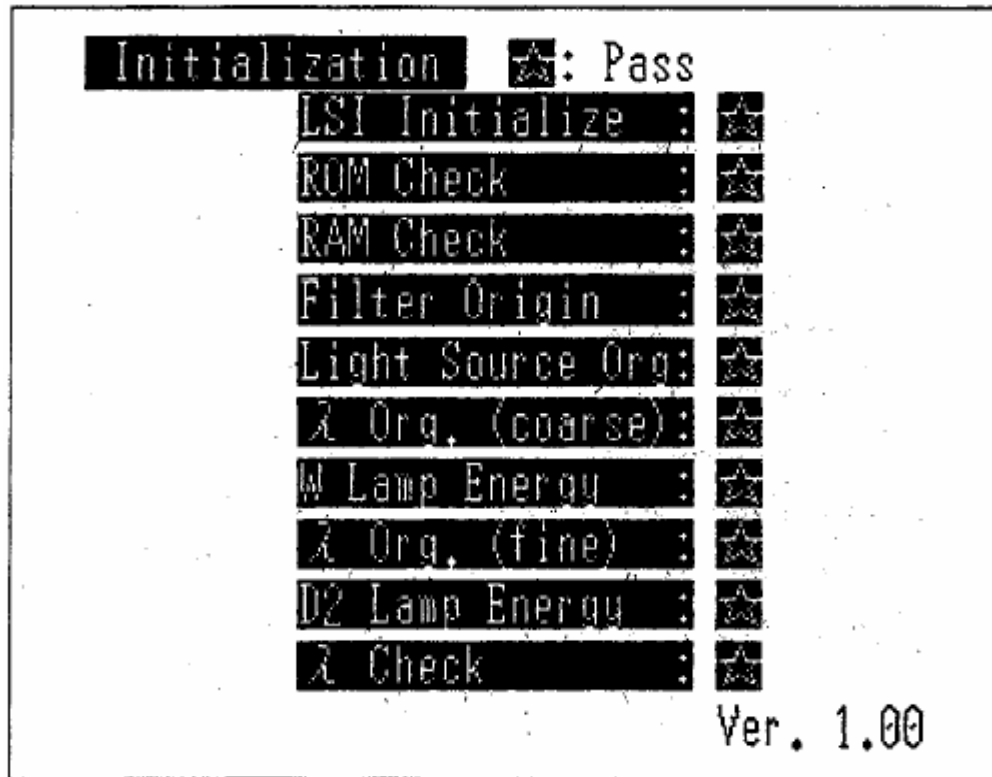 Initialization ☆: Pass
LSI Initialize : ☆
ROM Check : ☆
RAM Check : ☆
Filter Origin : ☆
Light Source Org: ☆
λ Org. (coarse): ☆
W Lamp Energy : ☆
λ Org. (fine) : ☆
D2 Lamp Energy : ☆
λ Check : ☆
Ver. 1.00